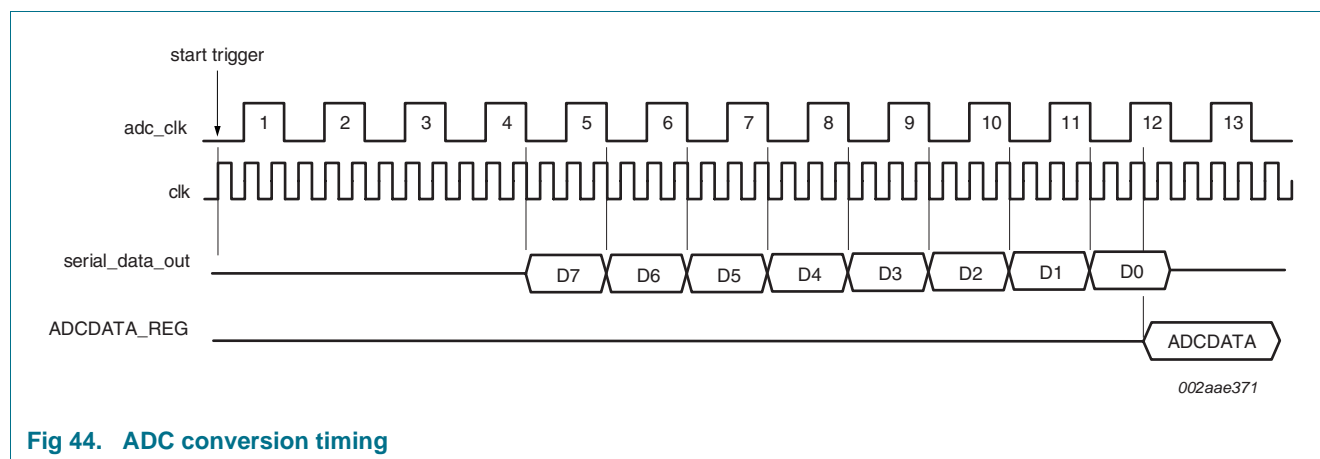 start trigger
adc_clk 1 2 3 4 5 6 7 8 9 10 11 12 13
clk
serial_data_out D7 D6 D5 D4 D3 D2 D1 D0
ADCDATA_REG ADCDATA
002aae371
Fig 44. ADC conversion timing